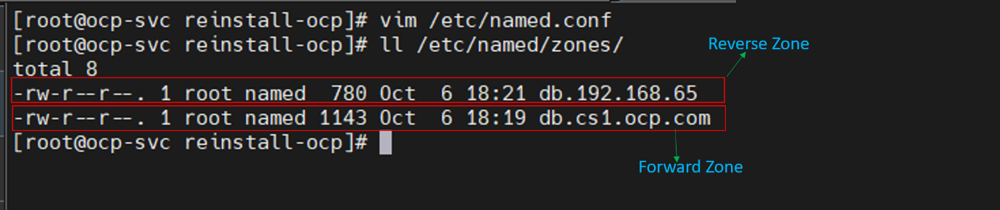 [root@ocp-svc reinstall-ocp]# vim /etc/named.conf
[root@ocp-svc reinstall-ocp]# ll /etc/named/zones/
Reverse Zone
total 8
-rw-r--r--. 1 root named  780 Oct  6 18:21 db.192.168.65
-rw-r--r--. 1 root named 1143 Oct  6 18:19 db.cs1.ocp.com
[root@ocp-svc reinstall-ocp]#
Forward Zone